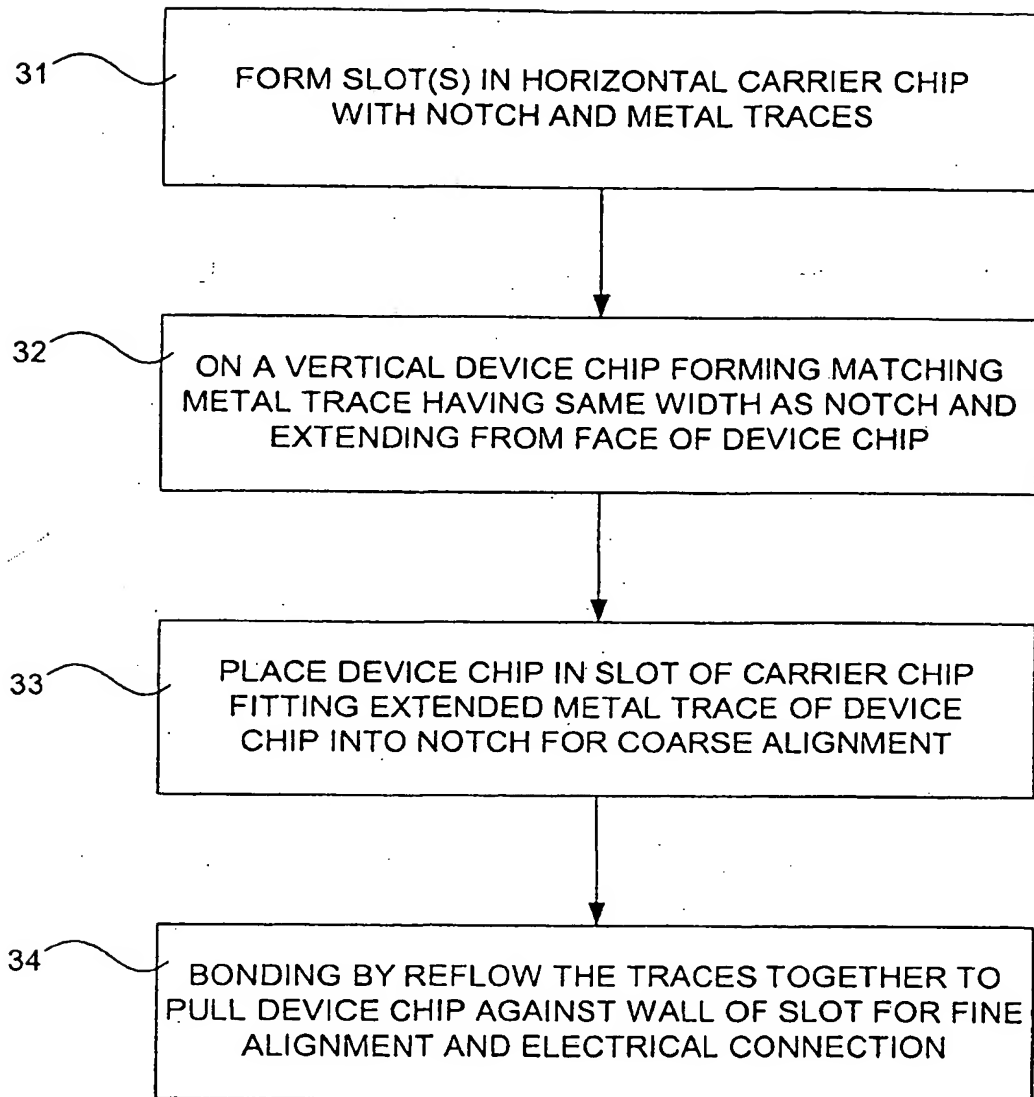 31
FORM SLOT(S) IN HORIZONTAL CARRIER CHIP
WITH NOTCH AND METAL TRACES
32
ON A VERTICAL DEVICE CHIP FORMING MATCHING
METAL TRACE HAVING SAME WIDTH AS NOTCH AND
EXTENDING FROM FACE OF DEVICE CHIP
33
PLACE DEVICE CHIP IN SLOT OF CARRIER CHIP
FITTING EXTENDED METAL TRACE OF DEVICE
CHIP INTO NOTCH FOR COARSE ALIGNMENT
34
BONDING BY REFLOW THE TRACES TOGETHER TO
PULL DEVICE CHIP AGAINST WALL OF SLOT FOR FINE
ALIGNMENT AND ELECTRICAL CONNECTION